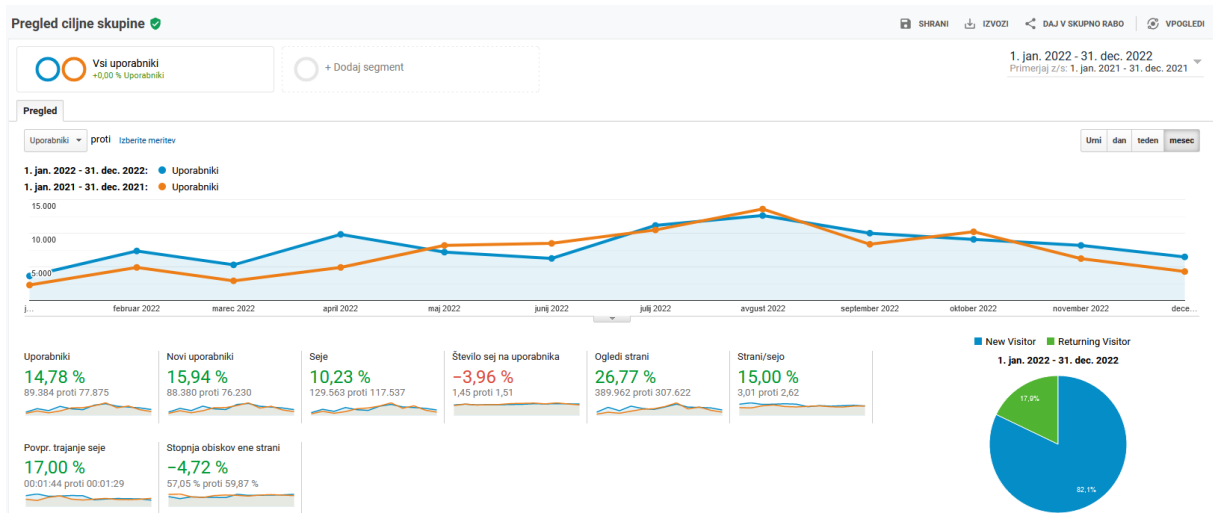 Pregled ciljne skupine
SHRANI
IZVOZI
DAJ V SKUPNO RABO
VPOGLEDI
Vsi uporabniki
+0,00 % Uporabniki
+ Dodaj segment
1. jan. 2022 - 31. dec. 2022
Primerjaj z/s: 1. jan. 2021 - 31. dec. 2021
Pregled
Uporabniki proti Izberite meritev
Urni dan teden mesec
1. jan. 2022 - 31. dec. 2022: Uporabniki
1. jan. 2021 - 31. dec. 2021: Uporabniki
15.000
10.000
5.000
j... februar 2022 marec 2022 april 2022 maj 2022 junij 2022 julij 2022 avgust 2022 september 2022 oktober 2022 november 2022 dece...
Uporabniki
14,78 %
89.384 proti 77.875
Novi uporabniki
15,94 %
88.380 proti 76.230
Seje
10,23 %
129.563 proti 117.537
Število sej na uporabnika
−3,96 %
1,45 proti 1,51
Ogledi strani
26,77 %
389.962 proti 307.622
Strani/sejo
15,00 %
3,01 proti 2,62
Povpr. trajanje seje
17,00 %
00:01:44 proti 00:01:29
Stopnja obiskov ene strani
−4,72 %
57,05 % proti 59,87 %
New Visitor Returning Visitor
1. jan. 2022 - 31. dec. 2022
17,9%
82,1%